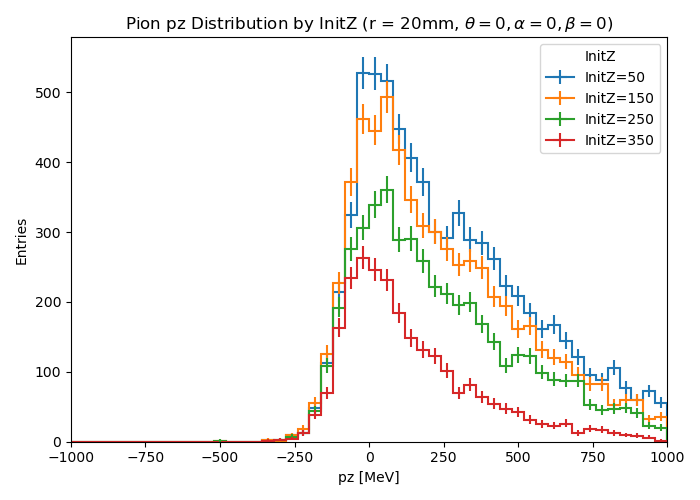 Pion pz Distribution by InitZ (r = 20mm, θ = 0, α = 0, β = 0)
InitZ
InitZ=50
InitZ=150
InitZ=250
InitZ=350
Entries
500
400
300
200
100
0
−1000 −750 −500 −250 0 250 500 750 1000
pz [MeV]